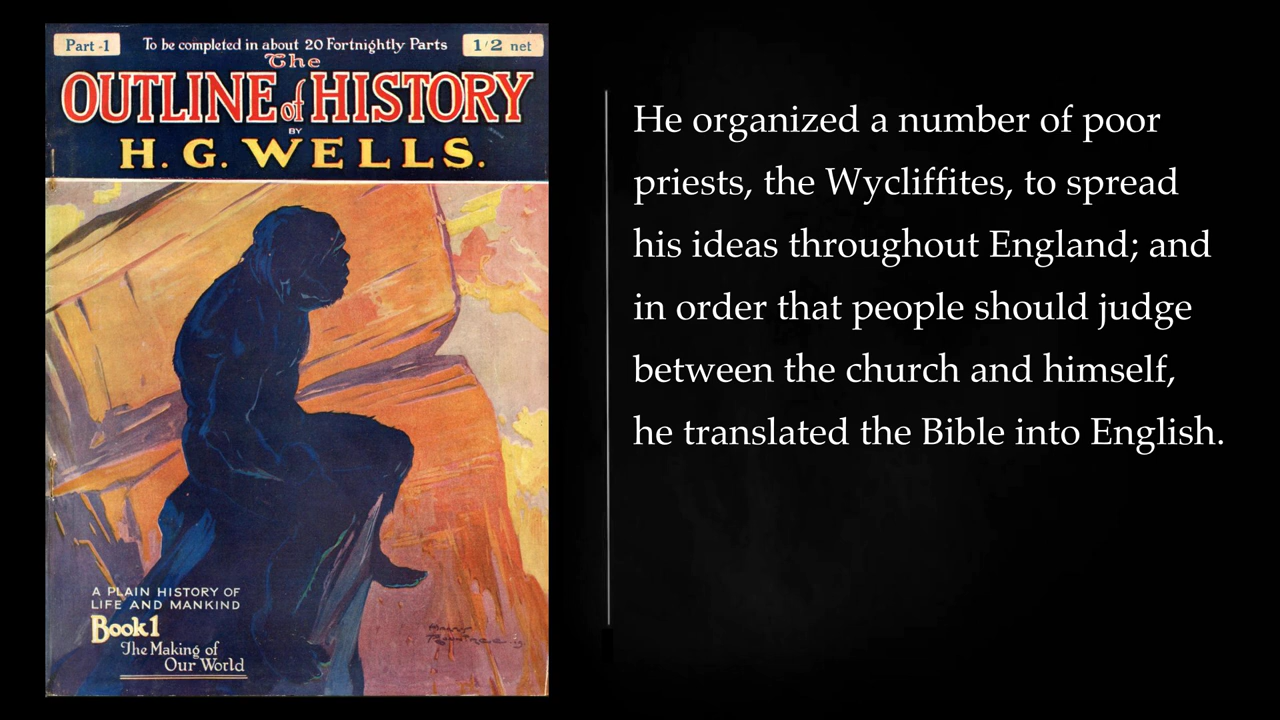 Part -1
To be completed in about 20 Fortnightly Parts
1/2 net
The
OUTLINE of HISTORY
BY
H. G. WELLS.
A PLAIN HISTORY OF
LIFE AND MANKIND
Book 1
The Making of
Our World
He organized a number of poor
priests, the Wycliffites, to spread
his ideas throughout England; and
in order that people should judge
between the church and himself,
he translated the Bible into English.